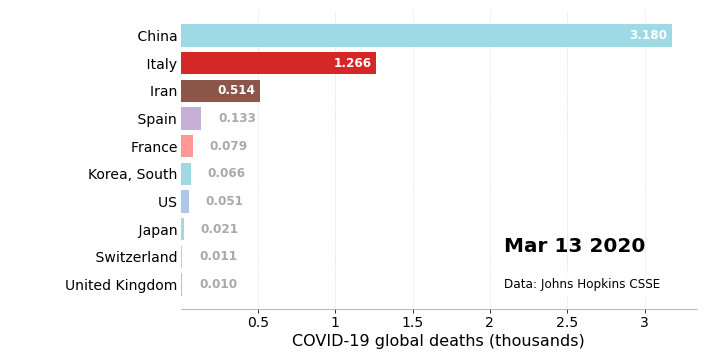 China 3.180
Italy 1.266
Iran 0.514
Spain 0.133
France 0.079
Korea, South 0.066
US 0.051
Japan 0.021
Switzerland 0.011
United Kingdom 0.010
Mar 13 2020
Data: Johns Hopkins CSSE
0.5 1 1.5 2 2.5 3
COVID-19 global deaths (thousands)